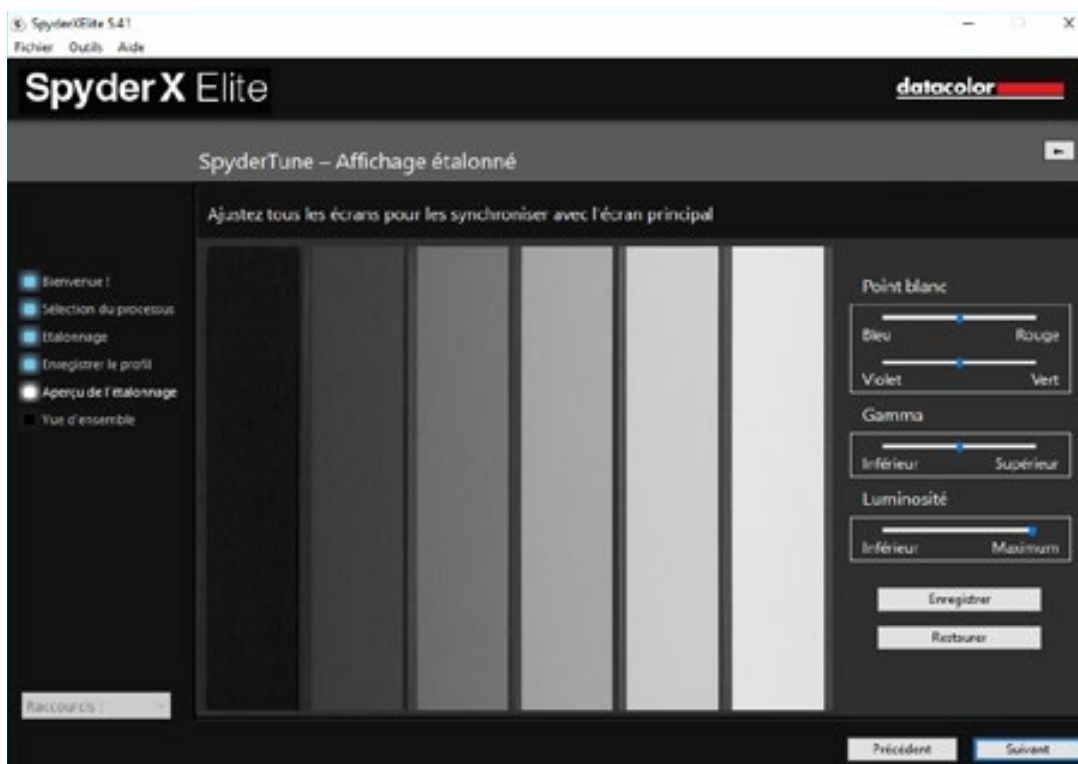 SpyderXElite 5.4.1
Fichier Outils Aide
SpyderX Elite
datacolor
SpyderTune – Affichage étalonné
Ajustez tous les écrans pour les synchroniser avec l'écran principal
Bienvenue !
Sélection du processus
Etalonnage
Enregistrer le profil
Aperçu de l'étalonnage
Vue d'ensemble
Point blanc
Bleu Rouge
Violet Vert
Gamma
Inférieur Supérieur
Luminosité
Inférieur Maximum
Enregistrer
Restaurer
Raccourcis :
Précédent Suivant